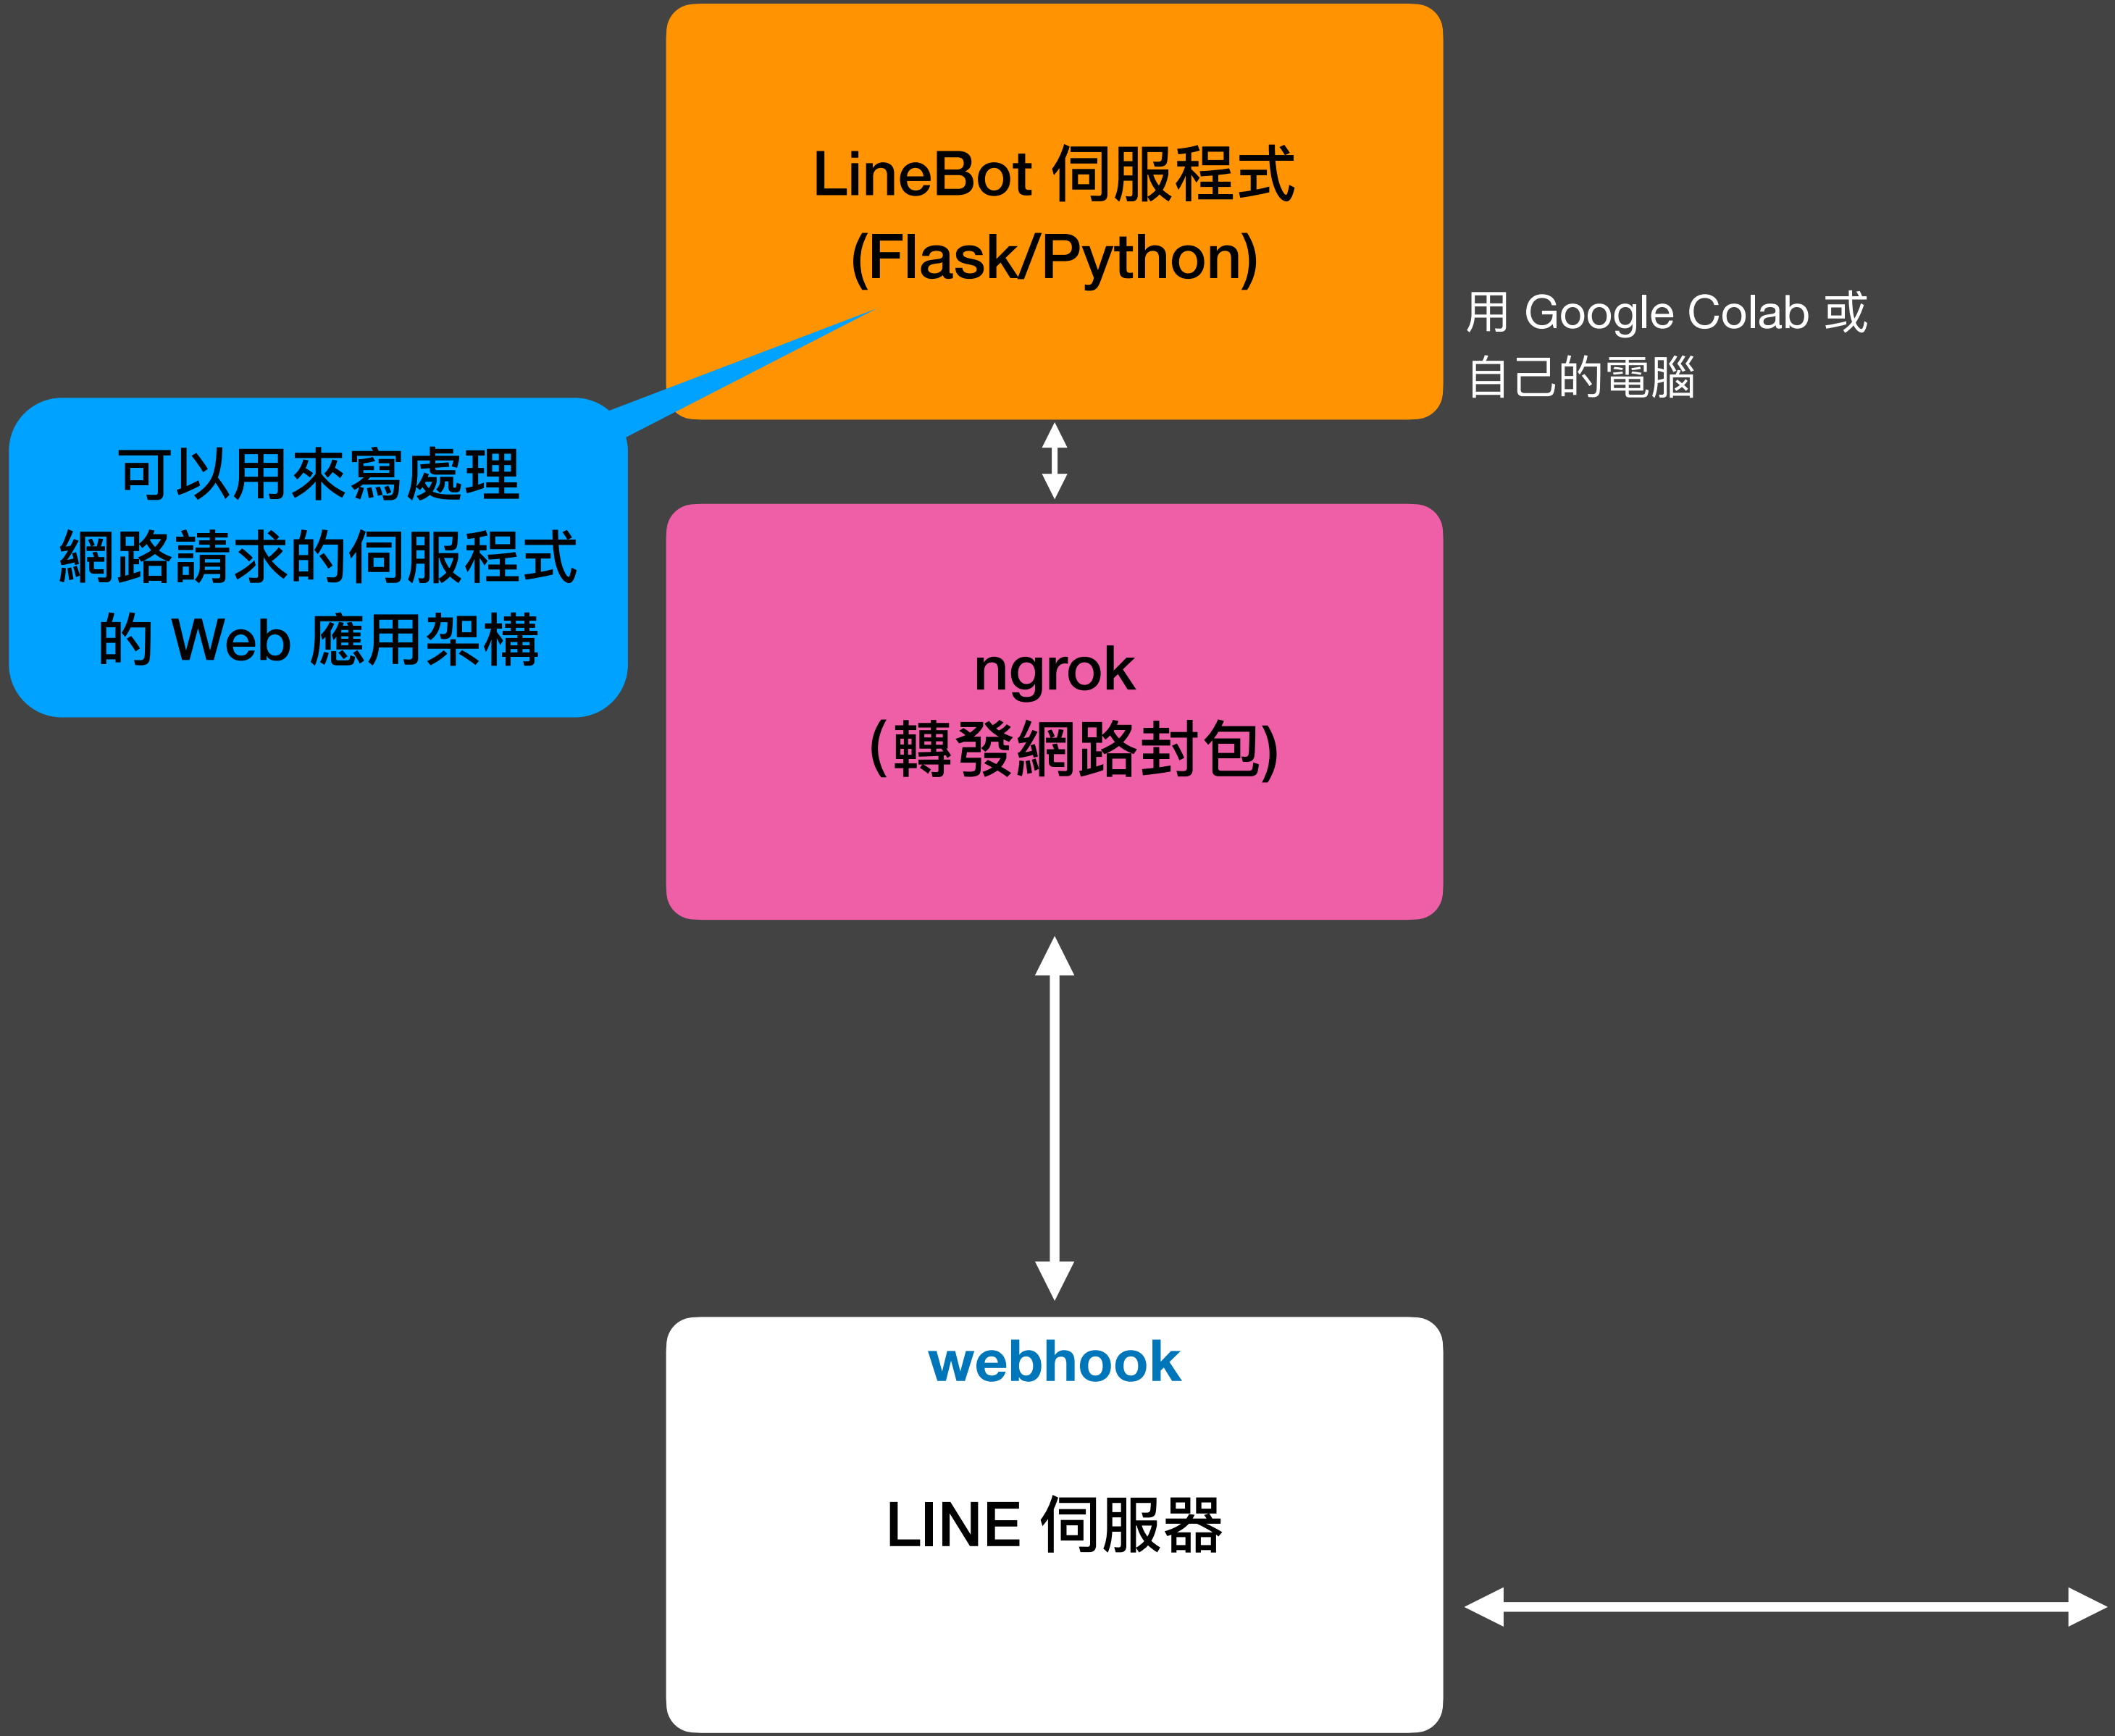 LineBot 伺服程式
(Flask/Python)
用 Google Colab 或
自己的電腦
可以用來寫處理
網路請求的伺服程式
的 Web 應用架構
ngrok
(轉發網路封包)
webhook
LINE 伺服器